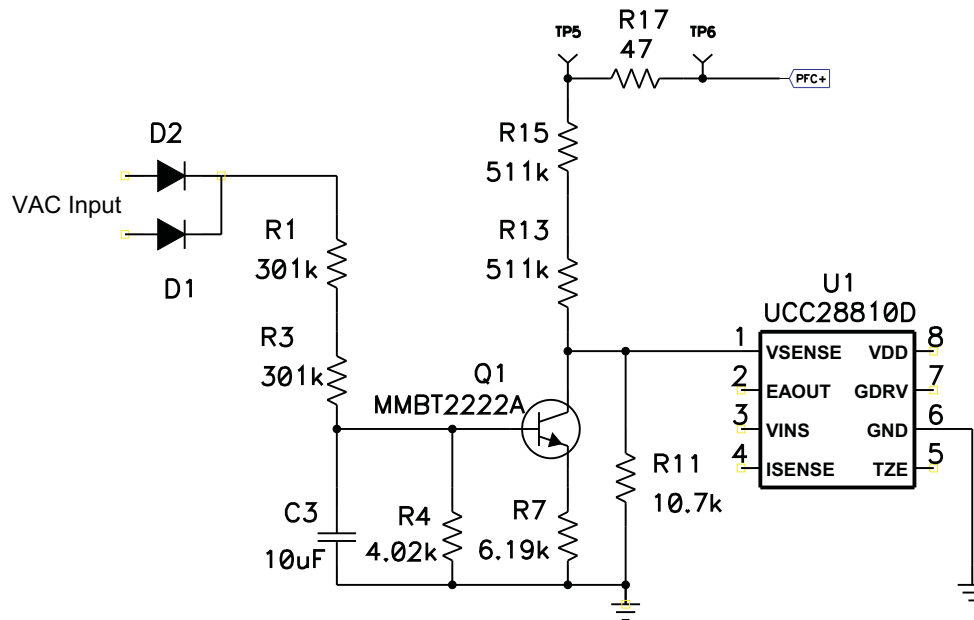 R17
TP5
TP6
47
PFC+
D2
R15
511k
VAC Input
R1
301k
R13
511k
D1
U1
UCC28810D
R3
301k
Q1
MMBT2222A
1
VSENSE
VDD
8
2
EAOUT
GDRV
7
3
VINS
GND
6
4
ISENSE
TZE
5
R11
10.7k
C3
10uF
R4
4.02k
R7
6.19k